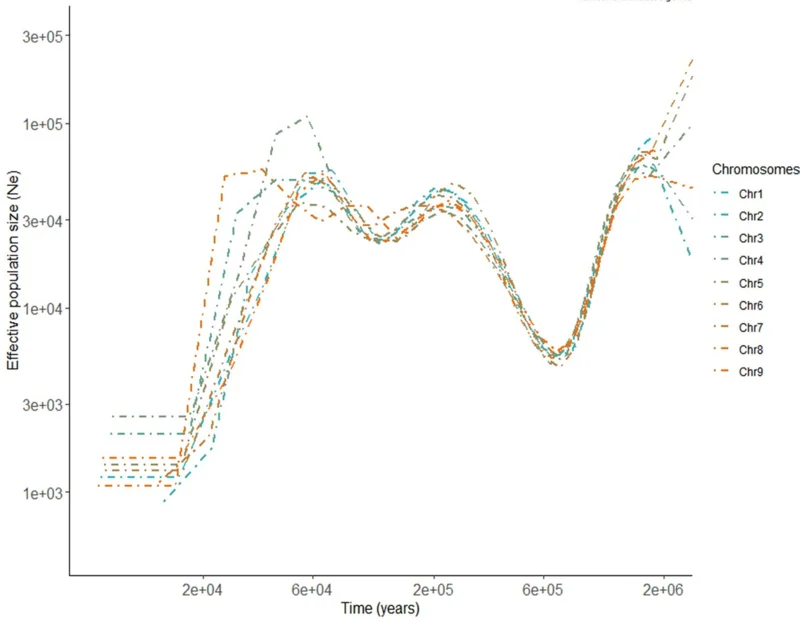 3e+05
1e+05
3e+04
1e+04
3e+03
1e+03
Effective population size (Ne)
2e+04 6e+04 2e+05 6e+05 2e+06
Time (years)
Chromosomes
Chr1
Chr2
Chr3
Chr4
Chr5
Chr6
Chr7
Chr8
Chr9